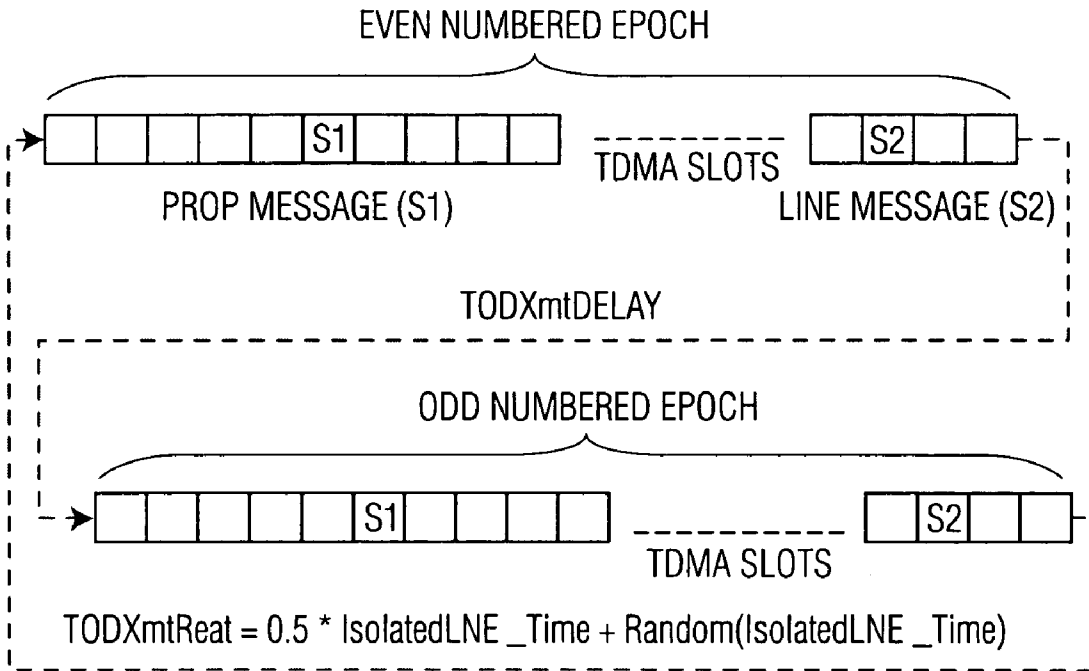 EVEN NUMBERED EPOCH
S1
S2
TDMA SLOTS
PROP MESSAGE (S1)
LINE MESSAGE (S2)
TODXmtDELAY
ODD NUMBERED EPOCH
S1
S2
TDMA SLOTS
TODXmtReat = 0.5 * IsolatedLNE _Time + Random(IsolatedLNE _Time)